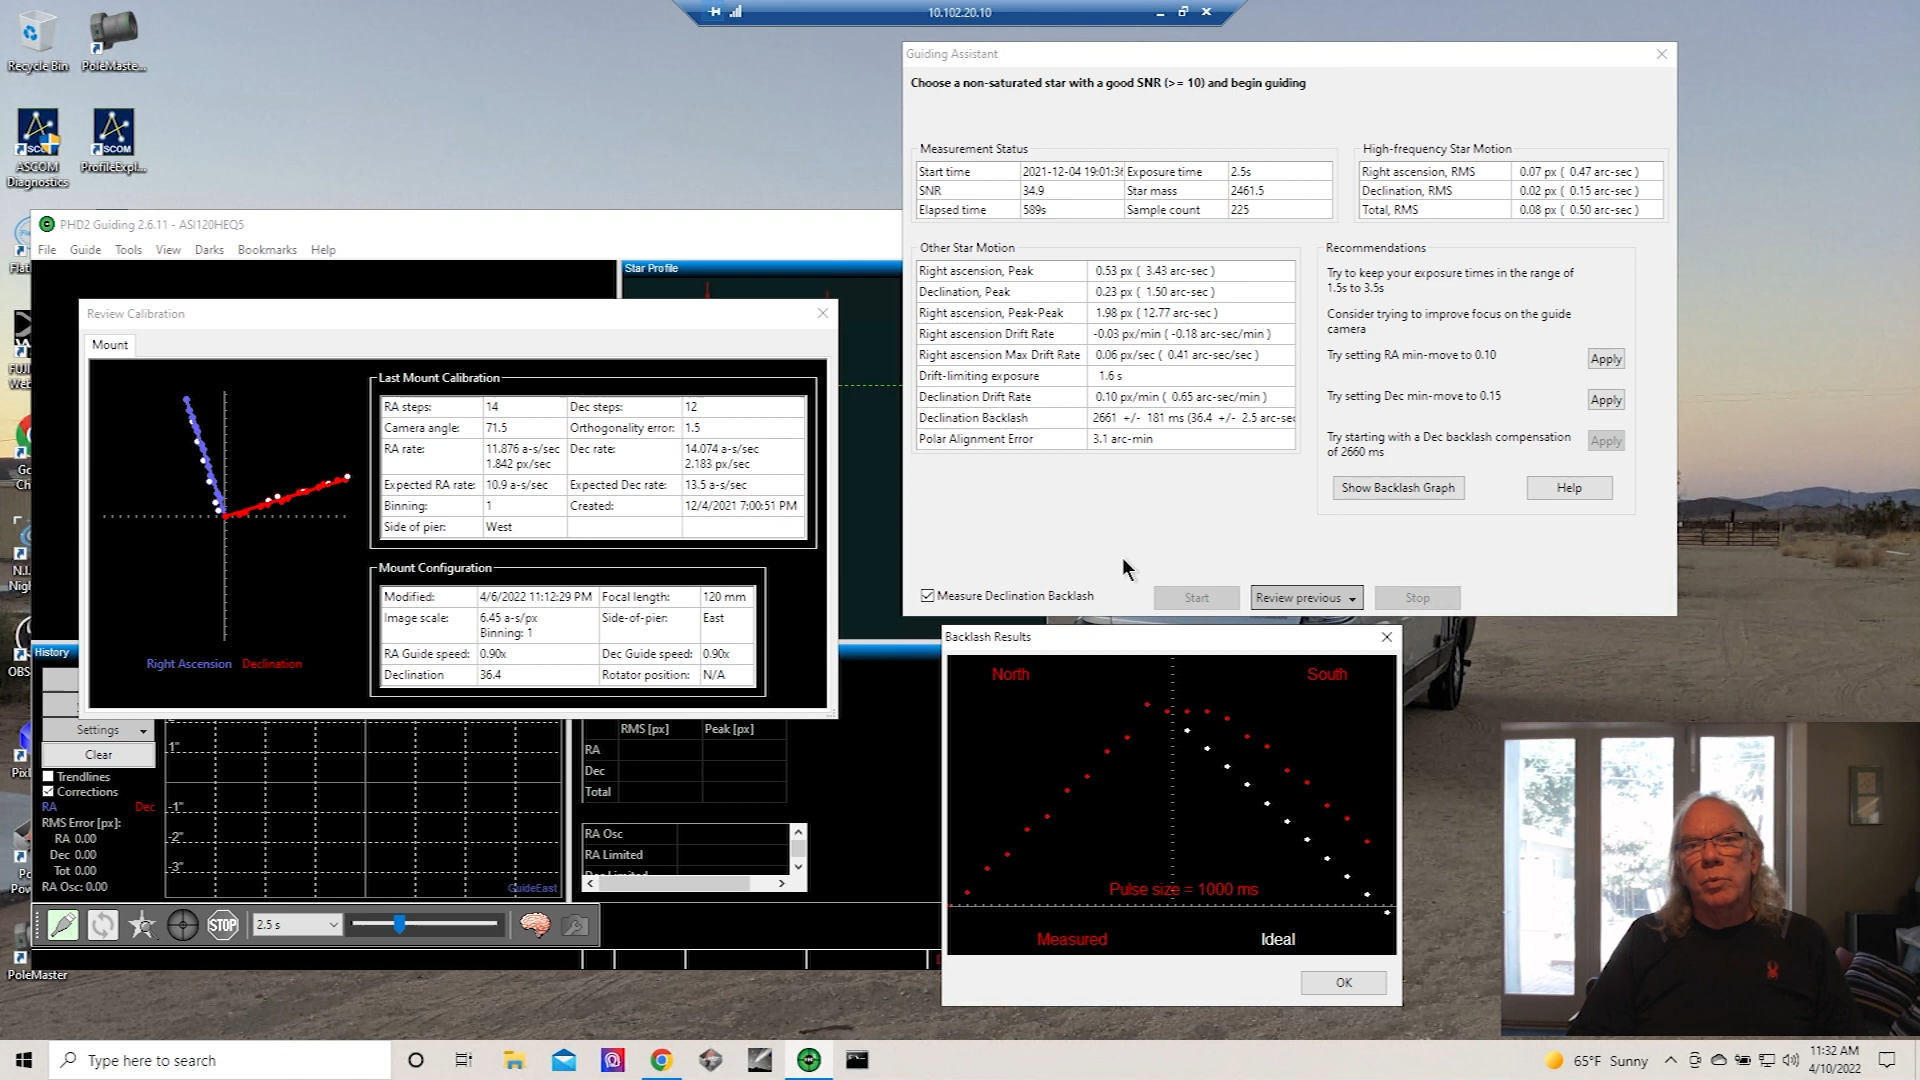 10.102.20.10
Recycle Bin
PoleMaste...
ASCOM
Diagnostics
ProfileExpl...
PHD2 Guiding 2.6.11 - ASI120HEQ5
File Guide Tools View Darks Bookmarks Help
Star Profile
Review Calibration
Mount
Last Mount Calibration
RA steps: 14 Dec steps: 12
Camera angle: 71.5 Orthogonality error: 1.5
RA rate: 11.876 a-s/sec Dec rate: 14.074 a-s/sec
1.842 px/sec 2.183 px/sec
Expected RA rate: 10.9 a-s/sec Expected Dec rate: 13.5 a-s/sec
Binning: 1 Created: 12/4/2021 7:00:51 PM
Side of pier: West
Mount Configuration
Modified: 4/6/2022 11:12:29 PM Focal length: 120 mm
Image scale: 6.45 a-s/px Side-of-pier: East
Binning: 1
RA Guide speed: 0.90x Dec Guide speed: 0.90x
Declination 36.4 Rotator position: N/A
Right Ascension Declination
History
Settings
Clear
Trendlines
Corrections
RA Dec
RMS Error [px]:
RA 0.00
Dec 0.00
Tot 0.00
RA Osc: 0.00
1"
-1"
-2"
-3"
GuideEast
RMS [px] Peak [px]
RA
Dec
Total
RA Osc
RA Limited
Dec Limited
STOP
2.5 s
PoleMaster
Guiding Assistant
Choose a non-saturated star with a good SNR (>= 10) and begin guiding
Measurement Status
Start time 2021-12-04 19:01:36 Exposure time 2.5s
SNR 34.9 Star mass 2461.5
Elapsed time 589s Sample count 225
High-frequency Star Motion
Right ascension, RMS 0.07 px ( 0.47 arc-sec )
Declination, RMS 0.02 px ( 0.15 arc-sec )
Total, RMS 0.08 px ( 0.50 arc-sec )
Other Star Motion
Right ascension, Peak 0.53 px ( 3.43 arc-sec )
Declination, Peak 0.23 px ( 1.50 arc-sec )
Right ascension, Peak-Peak 1.98 px ( 12.77 arc-sec )
Right ascension Drift Rate -0.03 px/min ( -0.18 arc-sec/min )
Right ascension Max Drift Rate 0.06 px/sec ( 0.41 arc-sec/sec )
Drift-limiting exposure 1.6 s
Declination Drift Rate 0.10 px/min ( 0.65 arc-sec/min )
Declination Backlash 2661 +/- 181 ms (36.4 +/- 2.5 arc-sec
Polar Alignment Error 3.1 arc-min
Recommendations
Try to keep your exposure times in the range of
1.5s to 3.5s
Consider trying to improve focus on the guide
camera
Try setting RA min-move to 0.10 Apply
Try setting Dec min-move to 0.15 Apply
Try starting with a Dec backlash compensation
of 2660 ms Apply
Show Backlash Graph Help
Measure Declination Backlash Start Review previous Stop
Backlash Results
North South
Pulse size = 1000 ms
Measured Ideal
OK
Type here to search
65°F Sunny
11:32 AM
4/10/2022